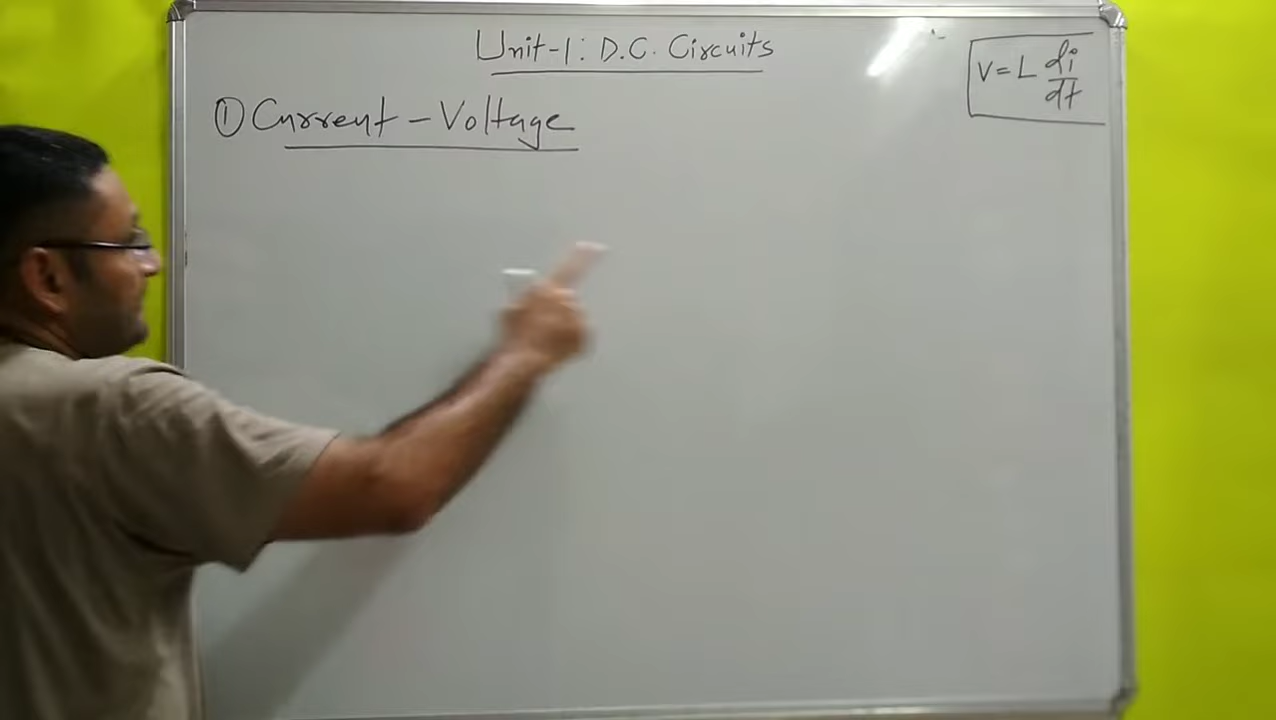 Unit-1: D.C. Circuits
V= L di/dt
① Current - Voltage